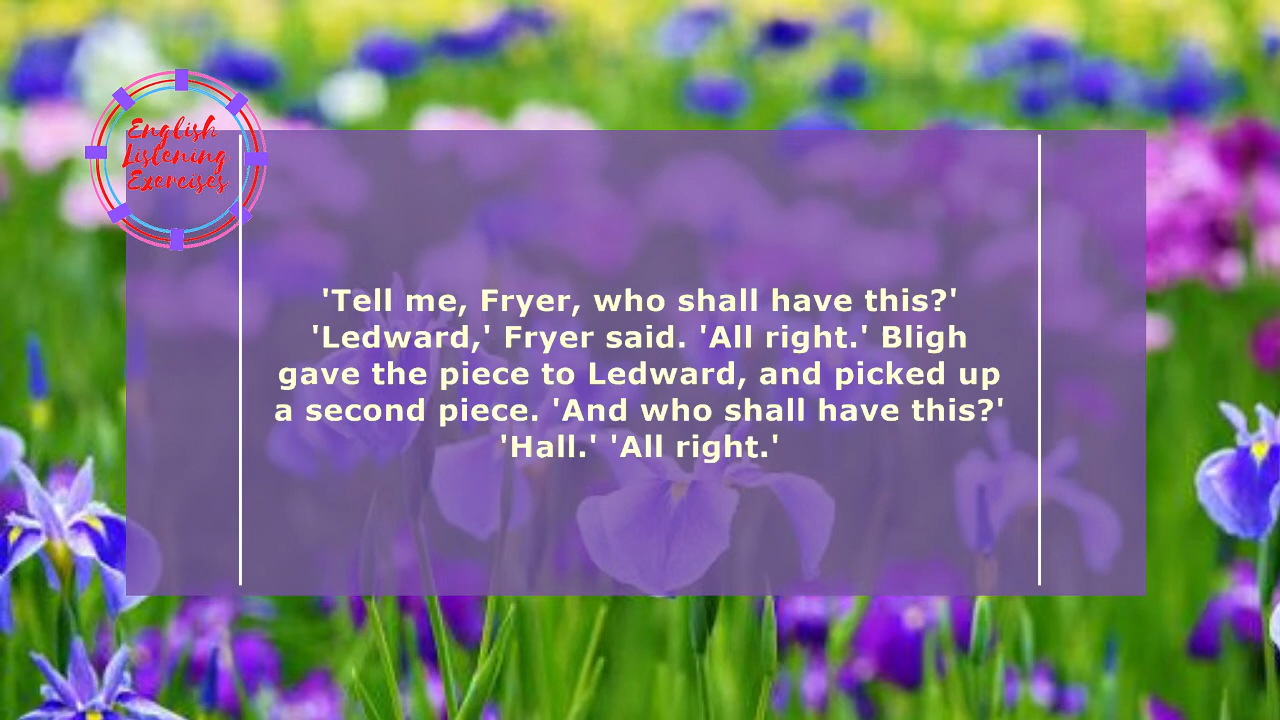 English
Listening
Exercises
'Tell me, Fryer, who shall have this?'
'Ledward,' Fryer said. 'All right.' Bligh
gave the piece to Ledward, and picked up
a second piece. 'And who shall have this?'
'Hall.' 'All right.'